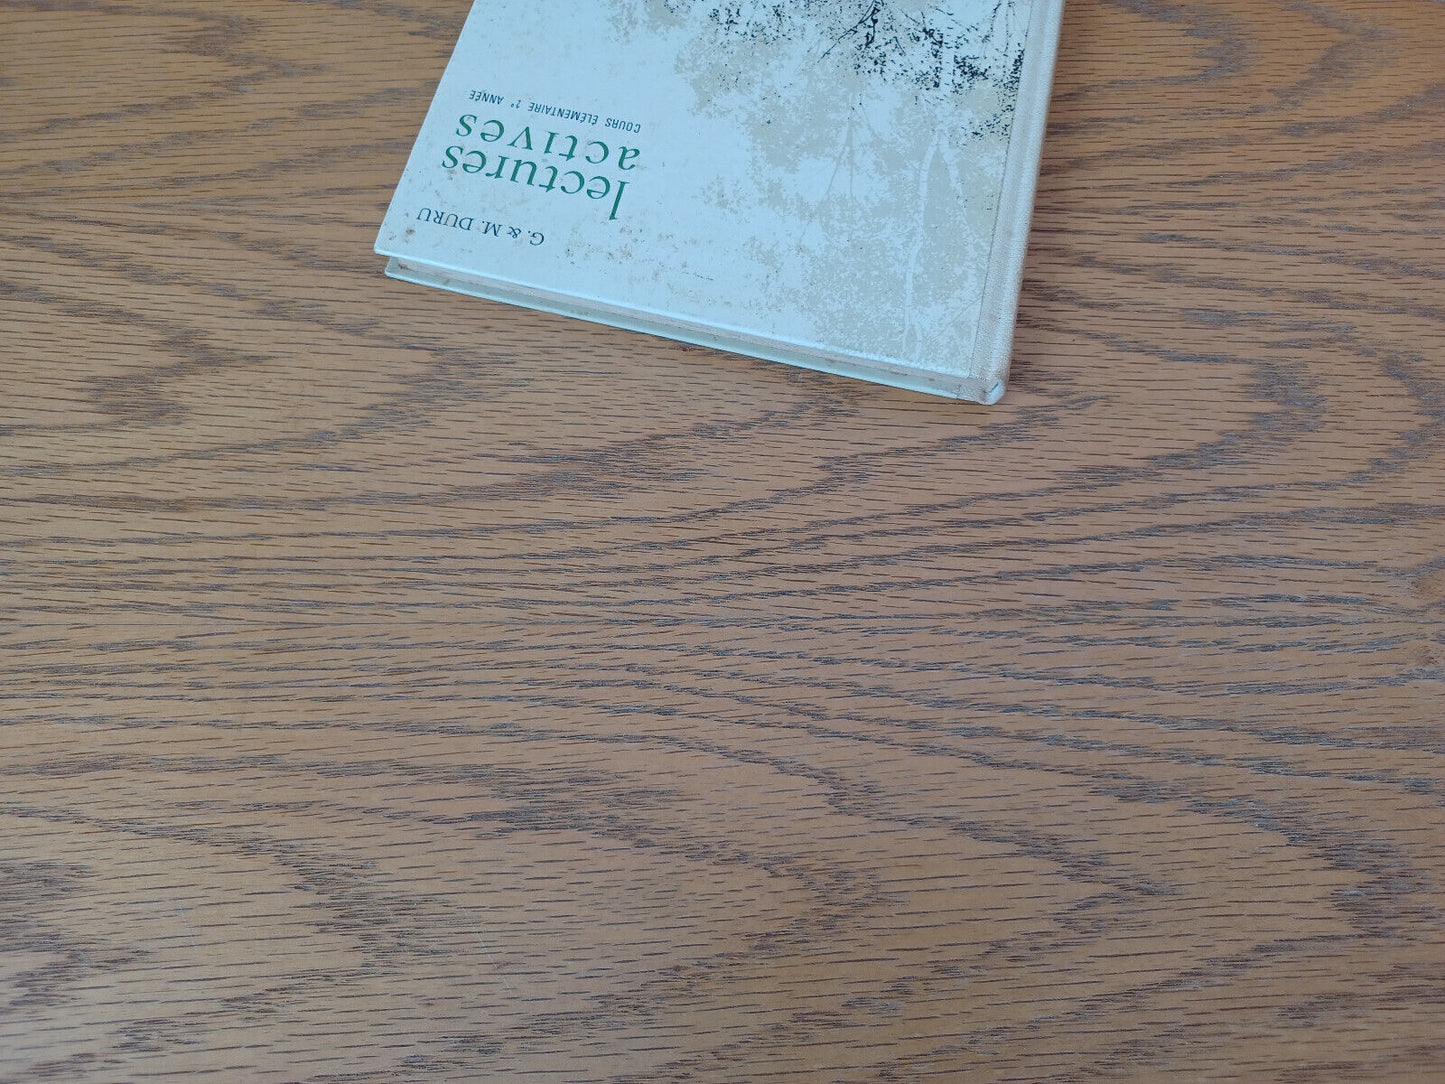 G. & M. DURU
lectures
actives
COURS ÉLÉMENTAIRE 2e ANNÉE